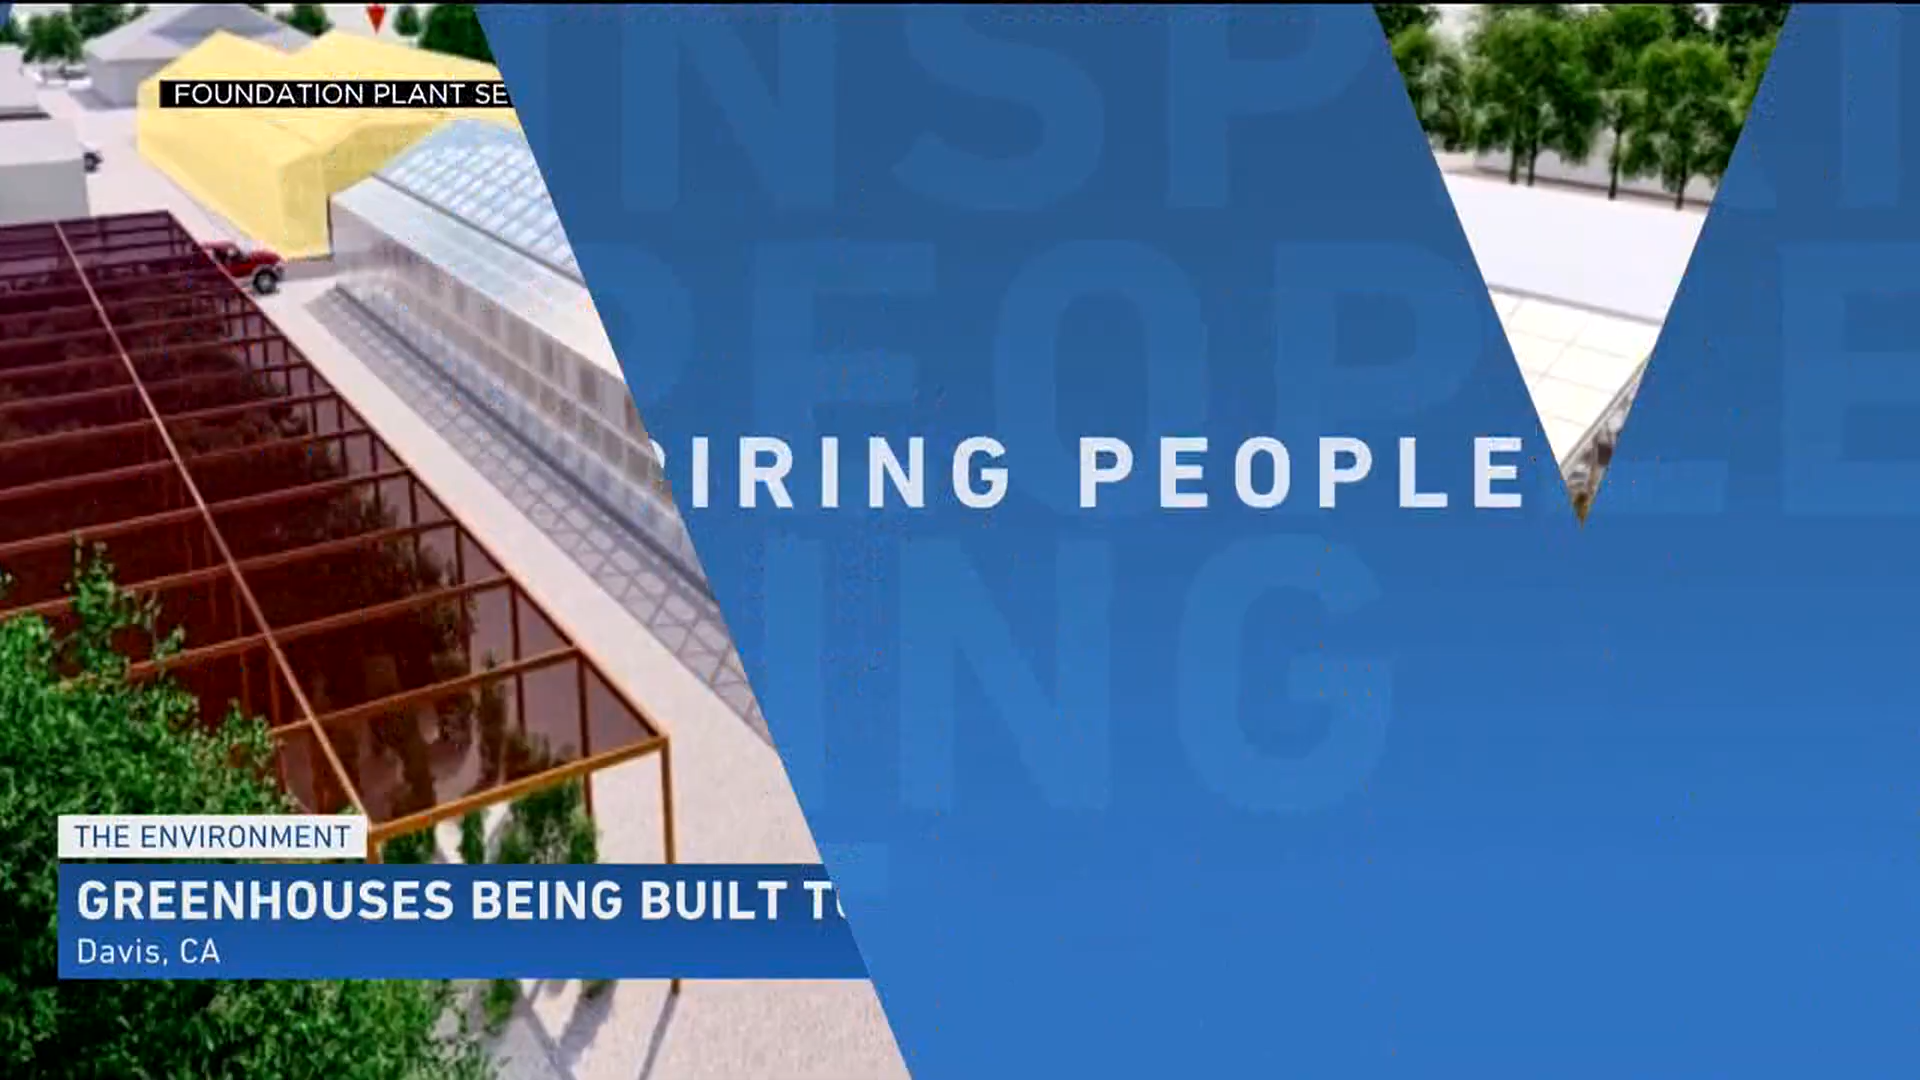 FOUNDATION PLANT SE
IRING PEOPLE
THE ENVIRONMENT
GREENHOUSES BEING BUILT T
Davis, CA